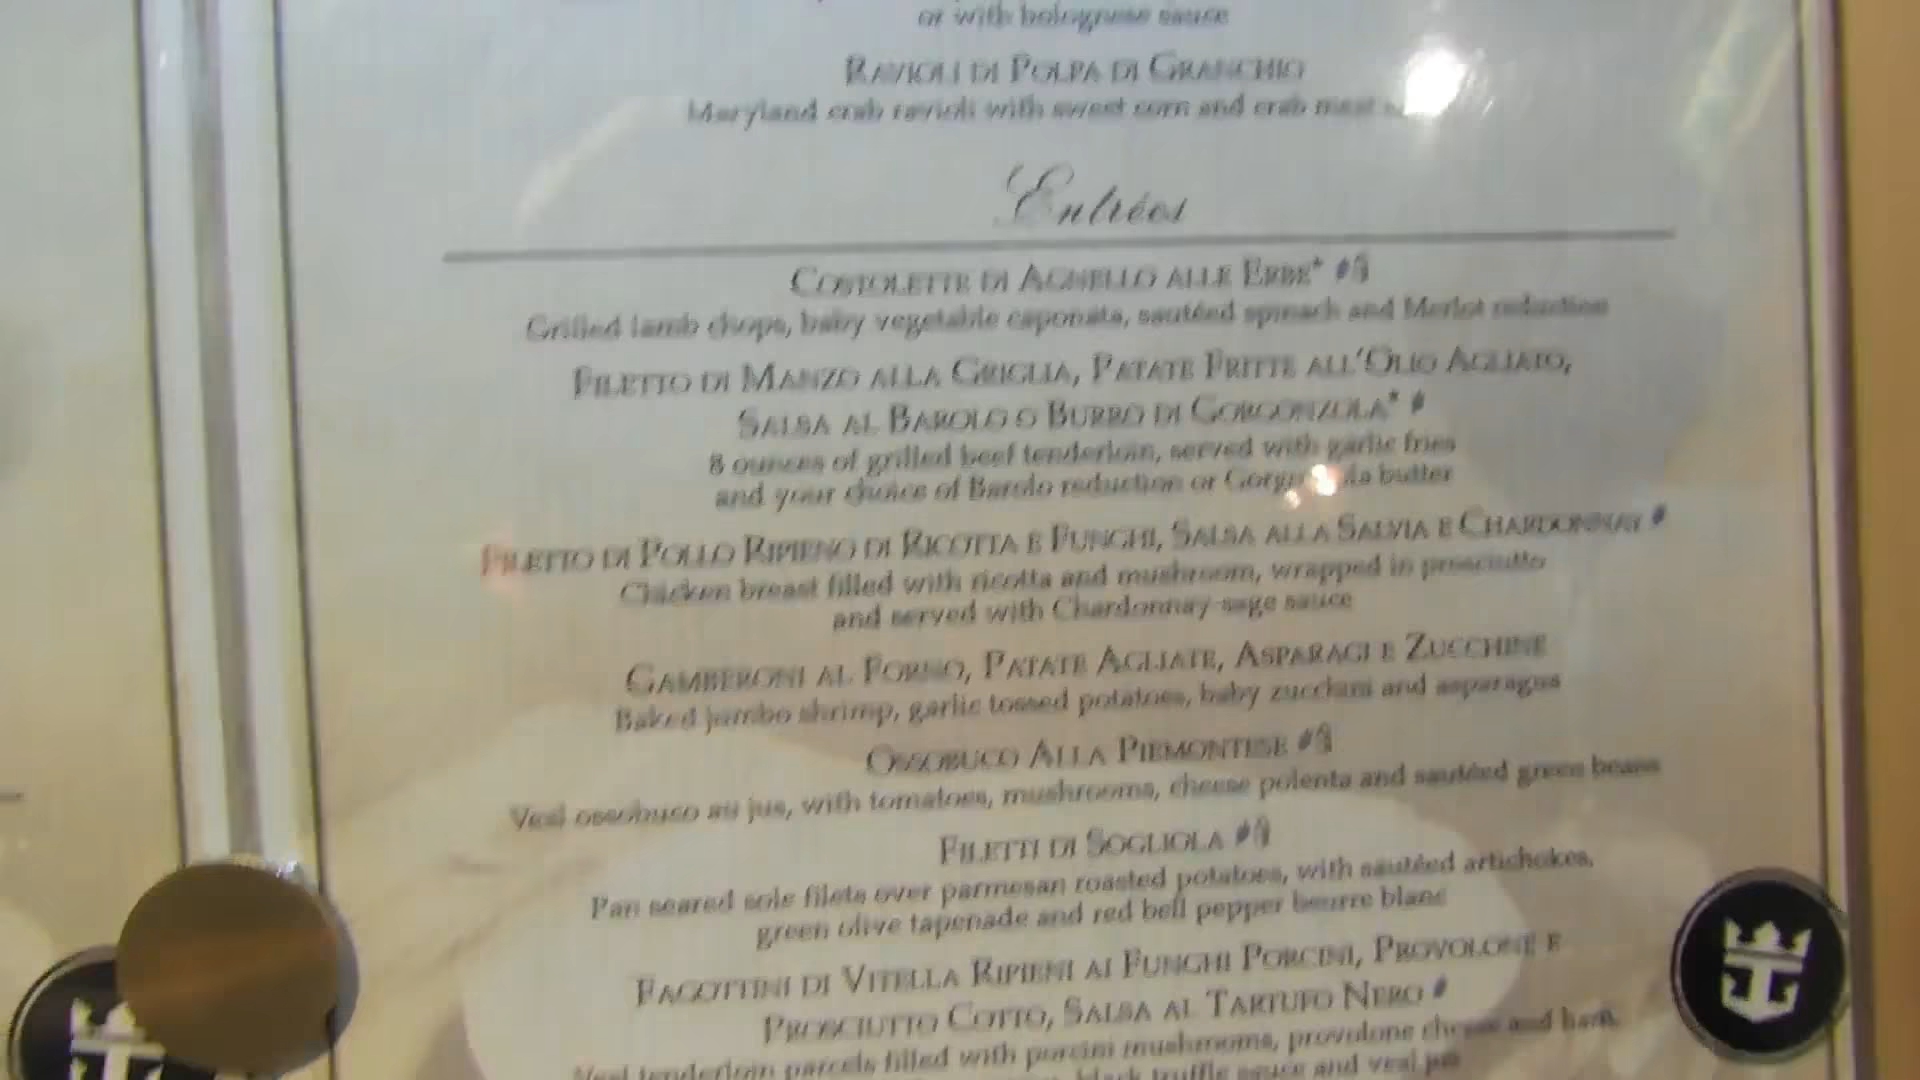 or with bolognese sauce
RAVIOLI DI POLPA DI GRANCHIO
Maryland crab ravioli with sweet corn and crab meat
Entrées
COSTOLETTE DI AGNELLO ALLE ERBE*
Grilled lamb chops, baby vegetable caponata, sautéed spinach and Merlot reduction
FILETTO DI MANZO ALLA GRIGLIA, PATATE FRITTE ALL'OLIO AGLIATO,
SALSA AL BAROLO O BURRO DI GORGONZOLA*
8 ounces of grilled beef tenderloin, served with garlic fries
and your choice of Barolo reduction or Gorgonzola butter
FILETTO DI POLLO RIPIENO DI RICOTTA E FUNGHI, SALSA ALLA SALVIA E CHARDONNAY
Chicken breast filled with ricotta and mushroom, wrapped in prosciutto
and served with Chardonnay-sage sauce
GAMBERONI AL FORNO, PATATE AGLIATE, ASPARAGI E ZUCCHINE
Baked jumbo shrimp, garlic tossed potatoes, baby zucchini and asparagus
OSSOBUCO ALLA PIEMONTESE
Veal ossobuco au jus, with tomatoes, mushrooms, cheese polenta and sautéed green beans
FILETTI DI SOGLIOLA
Pan seared sole filets over parmesan roasted potatoes, with sautéed artichokes,
green olive tapenade and red bell pepper beurre blanc
FAGOTTINI DI VITELLA RIPIENI AI FUNGHI PORCINI, PROVOLONE E
PROSCIUTTO COTTO, SALSA AL TARTUFO NERO
Veal tenderloin parcels filled with porcini mushrooms, provolone cheese and ham,
black truffle sauce and veal jus